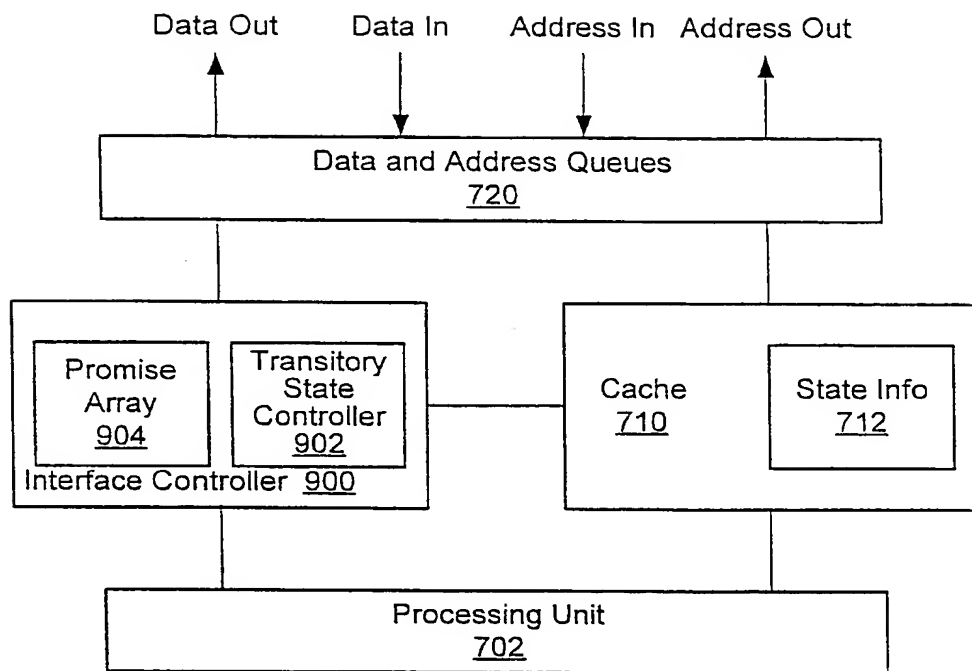 Data Out Data In Address In Address Out
Data and Address Queues
720
Promise
Array
904
Transitory
State
Controller
902
Interface Controller 900
Cache
710
State Info
712
Processing Unit
702